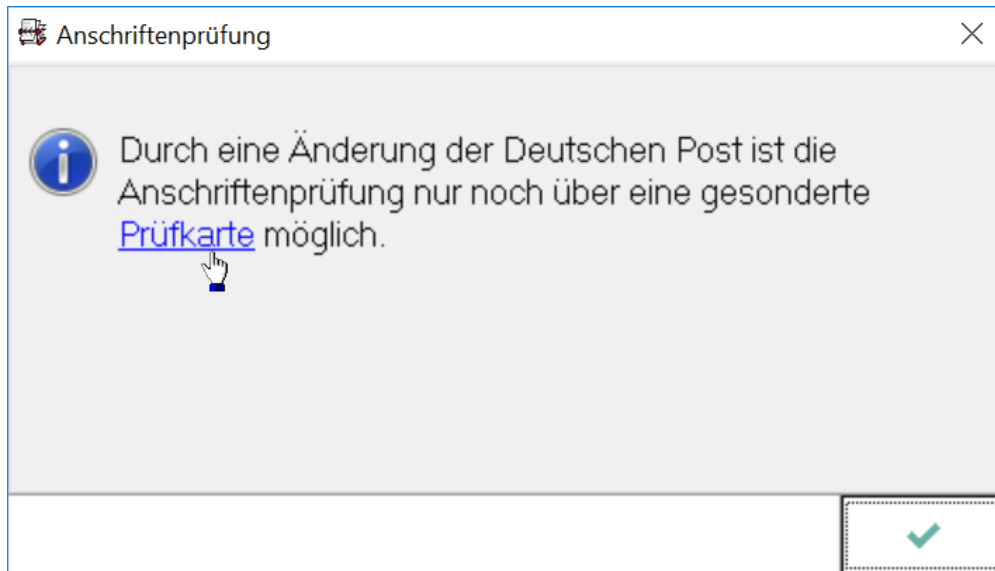 Anschriftenprüfung
Durch eine Änderung der Deutschen Post ist die
Anschriftenprüfung nur noch über eine gesonderte
Prüfkarte möglich.